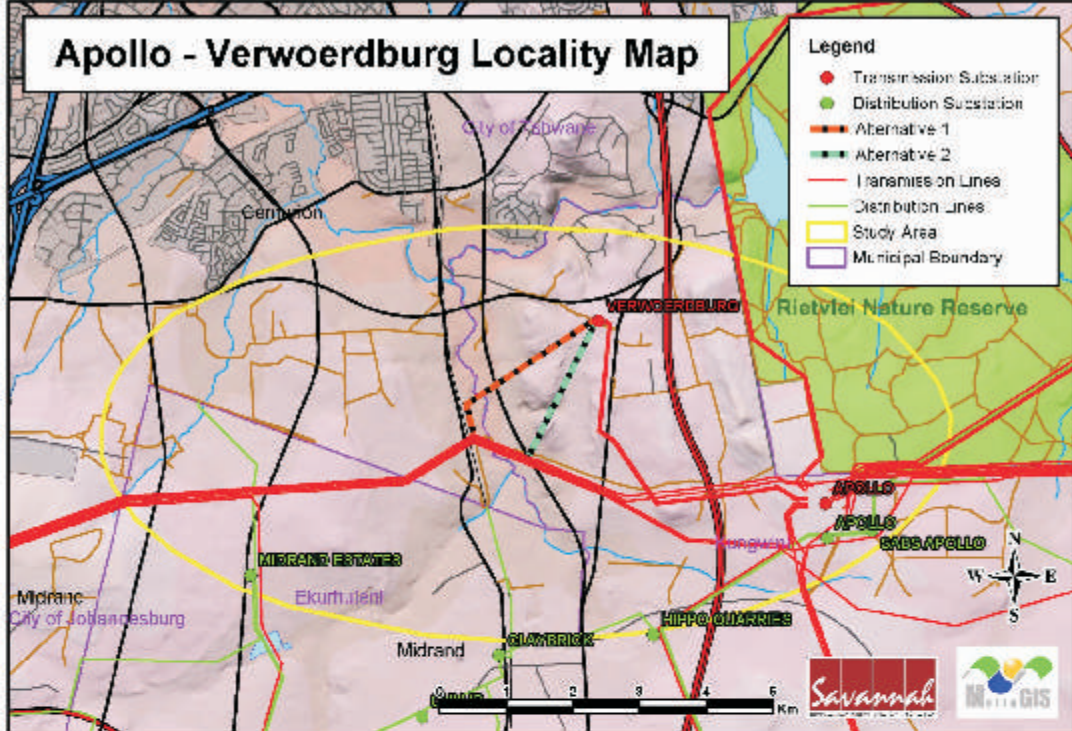 Apollo - Verwoerdburg Locality Map
Legend
Transmission Substation
Distribution Substation
Alternative 1
Alternative 2
Transmission Lines
Distribution Lines
Study Area
Municipal Boundary
City of Tshwane
Centurion
VERWOERDBURG
Rietvlei Nature Reserve
APOLLO
APOLLO
SABS APOLLO
MIDRAND ESTATES
Midrand
City of Johannesburg
HIPPO QUARRIES
CLAYBRICK
Midrand
N
W
E
S
0 1 2 3 4 5
Km
Savannah